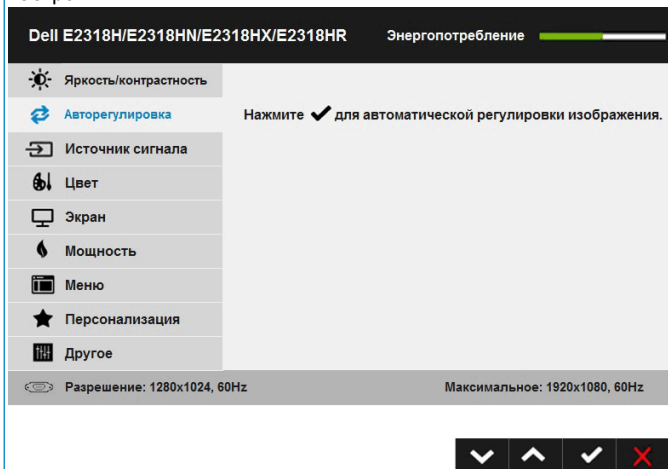 Dell E2318H/E2318HN/E2318HX/E2318HR Энергопотребление
Яркость/контрастность
Авторегулировка
Нажмите ✔ для автоматической регулировки изображения.
Источник сигнала
Цвет
Экран
Мощность
Меню
Персонализация
Другое
Разрешение: 1280x1024, 60Hz Максимальное: 1920x1080, 60Hz